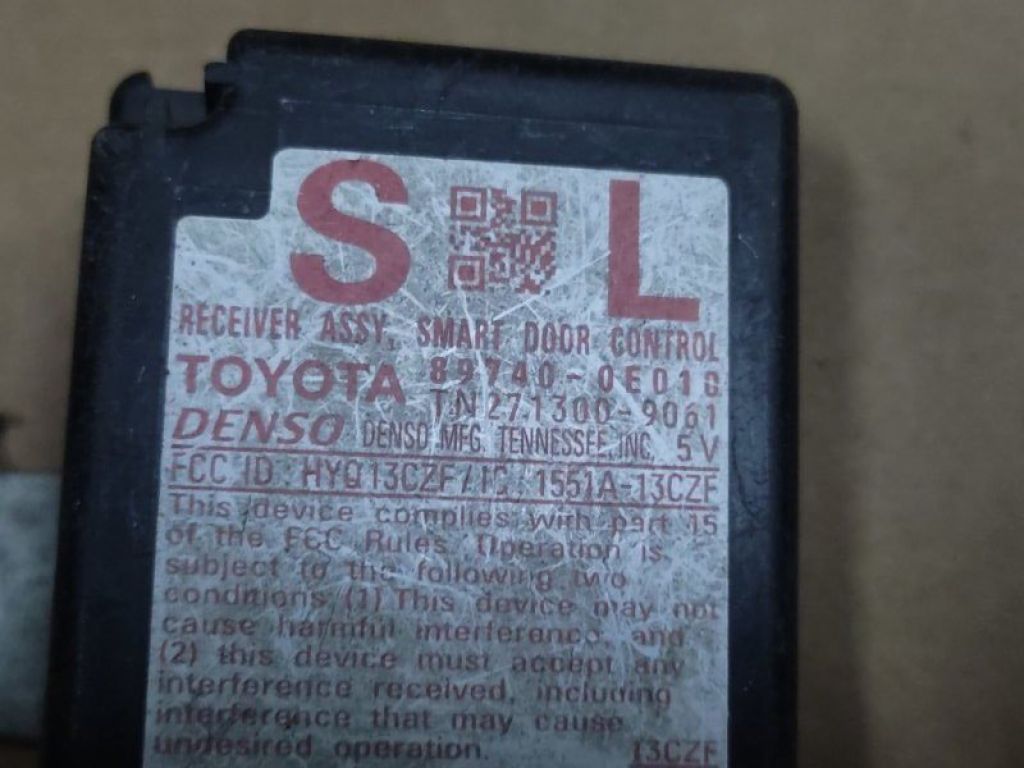 S L
RECEIVER ASSY, SMART DOOR CONTROL
TOYOTA 89740-0E010
TN271300-9061
DENSO DENSO MFG. TENNESSEE, INC. 5V
FCC ID : HYQ13CZF/IC : 1551A-13CZF
This device complies with part 15
of the FCC Rules. Operation is
subject to the following two
conditions:(1) This device may not
cause harmful interference, and
(2) this device must accept any
interference received, including
interference that may cause
undesired operation. 13CZF